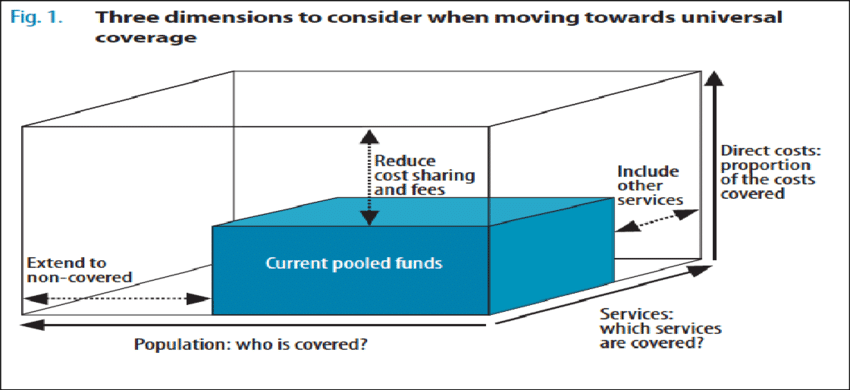 Fig. 1. Three dimensions to consider when moving towards universal
coverage
Reduce
cost sharing
and fees
Include
other
services
Direct costs:
proportion
of the costs
covered
Extend to
non-covered
Current pooled funds
Services:
which services
are covered?
Population: who is covered?